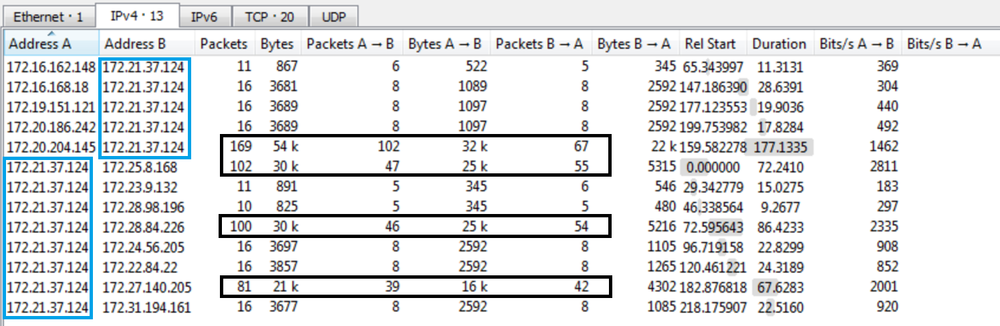 Ethernet · 1 IPv4 · 13 IPv6 TCP · 20 UDP
Address A Address B Packets Bytes Packets A → B Bytes A → B Packets B → A Bytes B → A Rel Start Duration Bits/s A → B Bits/s B → A
172.16.162.148 172.21.37.124 11 867 6 522 5 345 65.343997 11.3131 369
172.16.168.18 172.21.37.124 16 3681 8 1089 8 2592 147.186390 28.6391 304
172.19.151.121 172.21.37.124 16 3689 8 1097 8 2592 177.123553 19.9036 440
172.20.186.242 172.21.37.124 16 3689 8 1097 8 2592 199.753982 17.8284 492
172.20.204.145 172.21.37.124 169 54 k 102 32 k 67 22 k 159.582278 177.1335 1462
172.21.37.124 172.25.8.168 102 30 k 47 25 k 55 5315 0.000000 72.2410 2811
172.21.37.124 172.23.9.132 11 891 5 345 6 546 29.342779 15.0275 183
172.21.37.124 172.28.98.196 10 825 5 345 5 480 46.338564 9.2677 297
172.21.37.124 172.28.84.226 100 30 k 46 25 k 54 5216 72.595643 86.4233 2335
172.21.37.124 172.24.56.205 16 3697 8 2592 8 1105 96.719158 22.8299 908
172.21.37.124 172.22.84.22 16 3857 8 2592 8 1265 120.461221 24.3189 852
172.21.37.124 172.27.140.205 81 21 k 39 16 k 42 4302 182.876818 67.6283 2001
172.21.37.124 172.31.194.161 16 3677 8 2592 8 1085 218.175907 22.5160 920